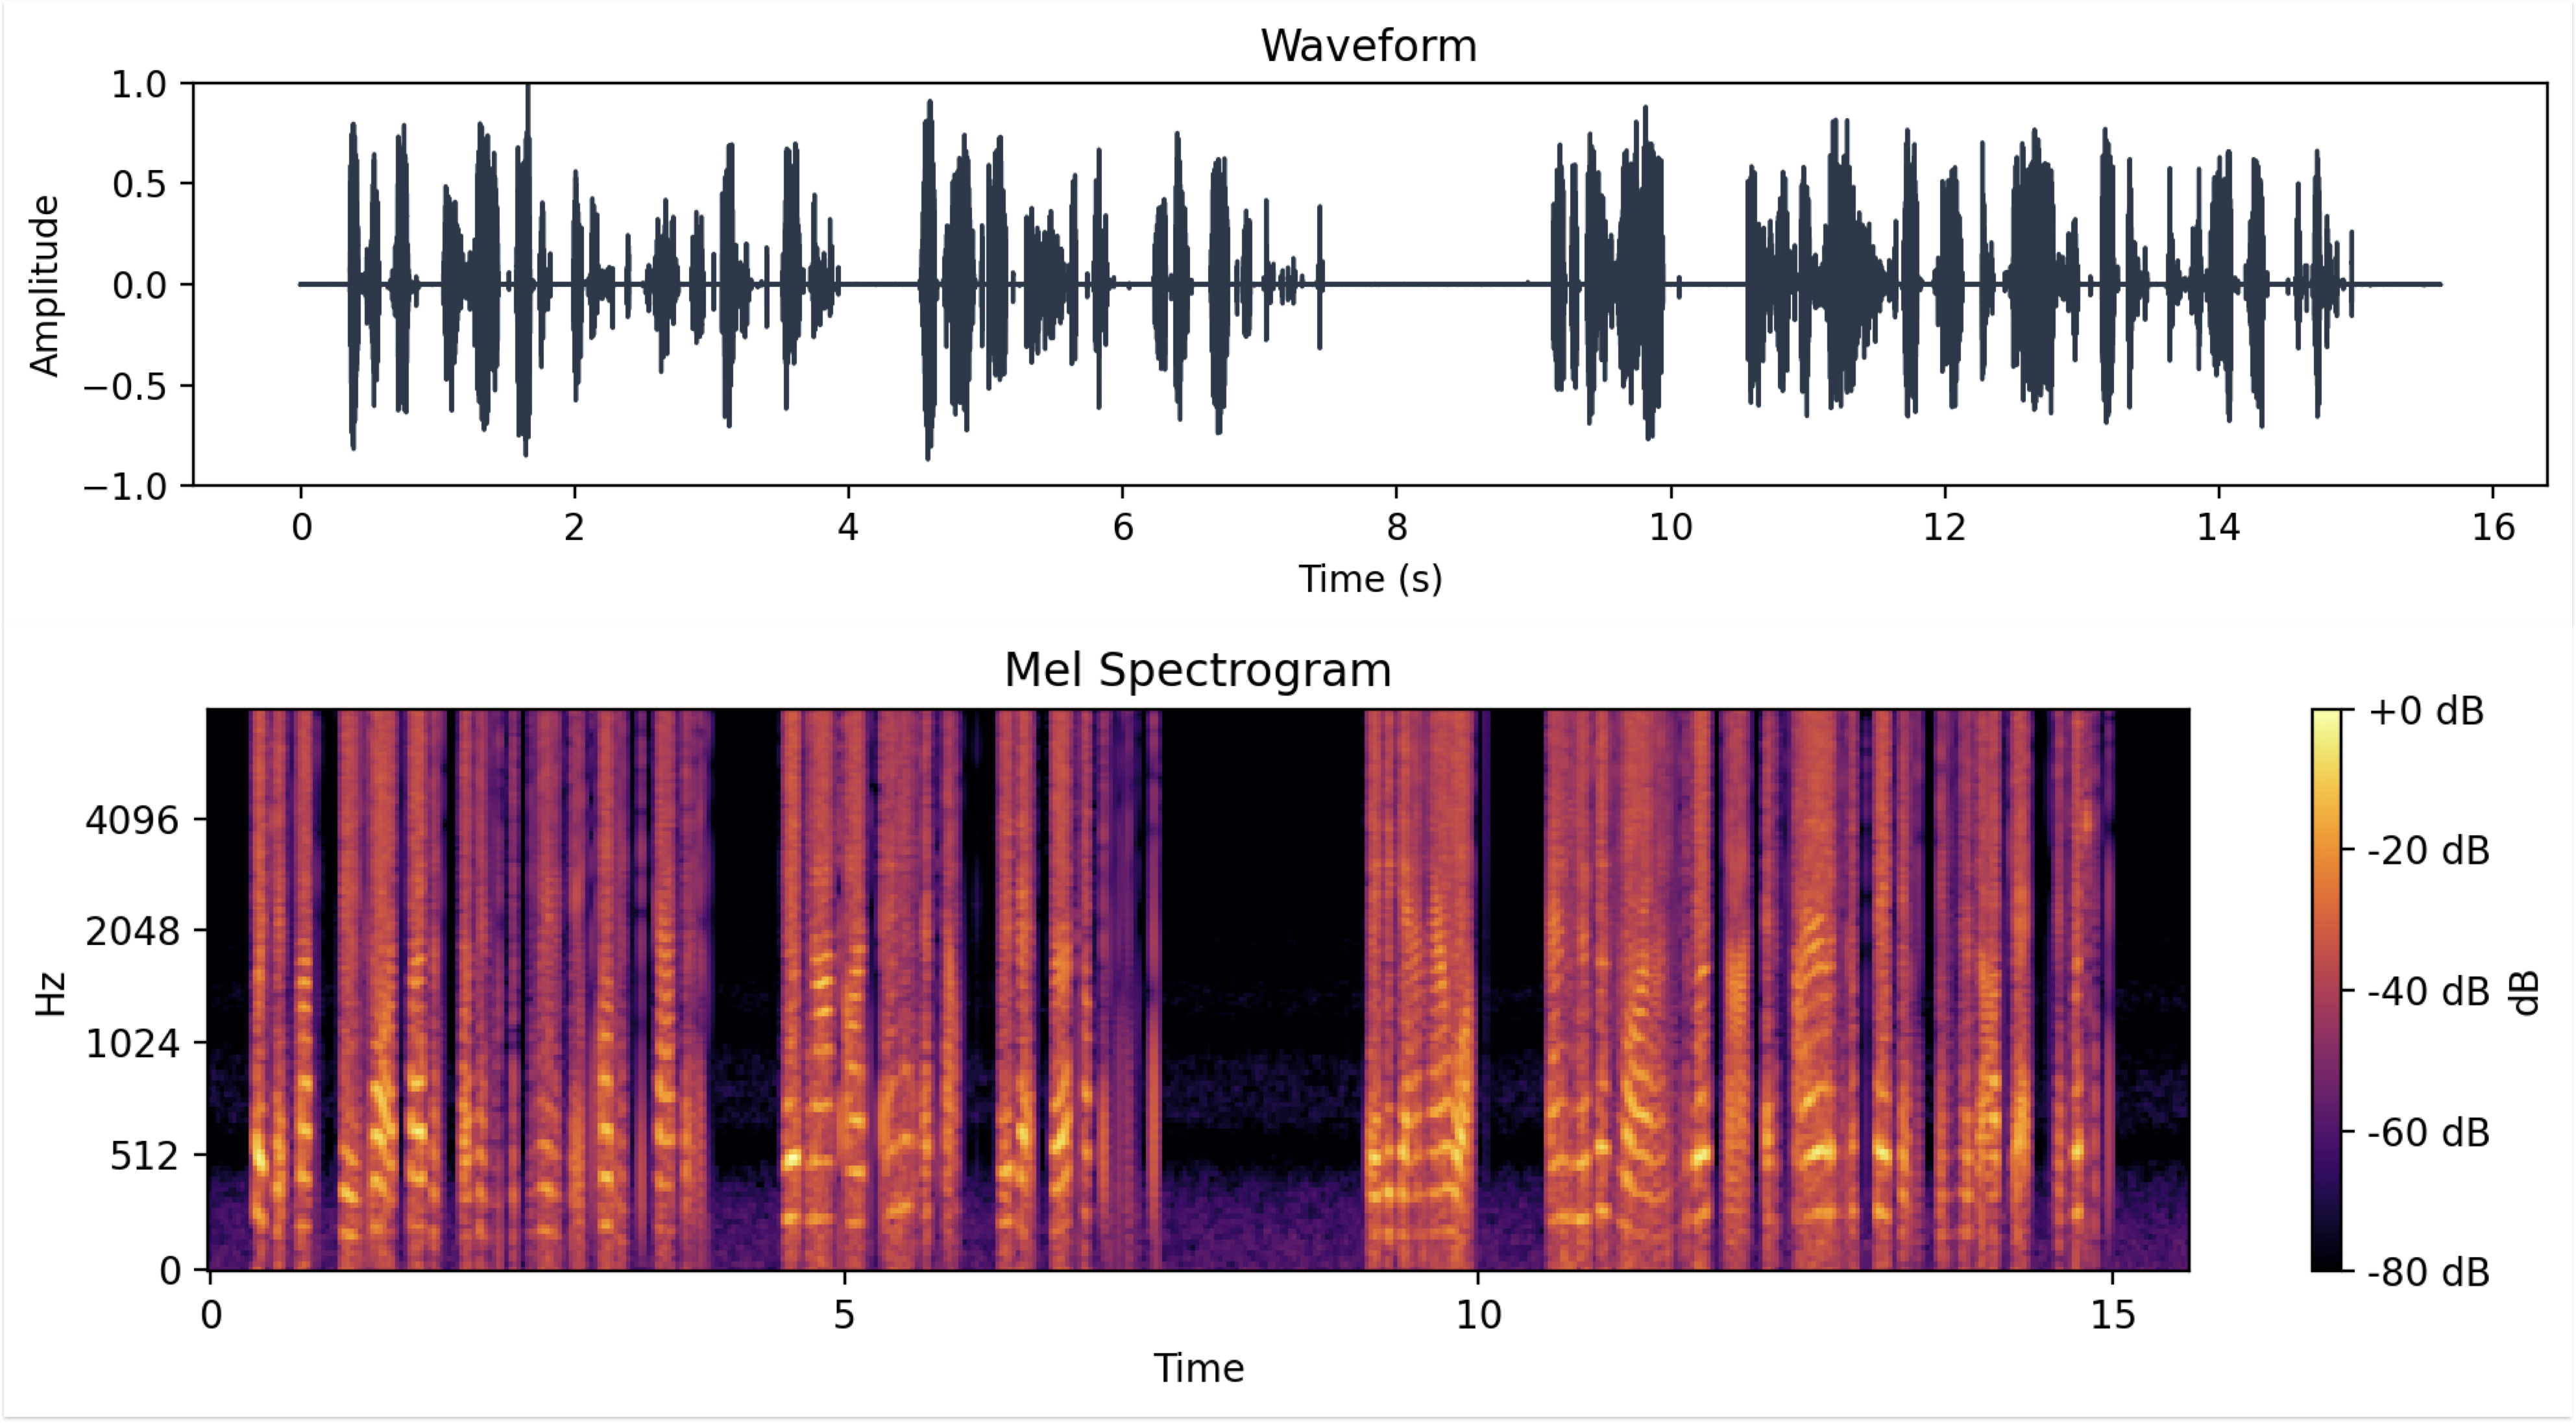 Waveform
1.0
0.5
0.0
−0.5
−1.0
Amplitude
0 2 4 6 8 10 12 14 16
Time (s)
Mel Spectrogram
4096
2048
1024
512
0
Hz
0 5 10 15
Time
+0 dB
-20 dB
-40 dB
-60 dB
-80 dB
dB